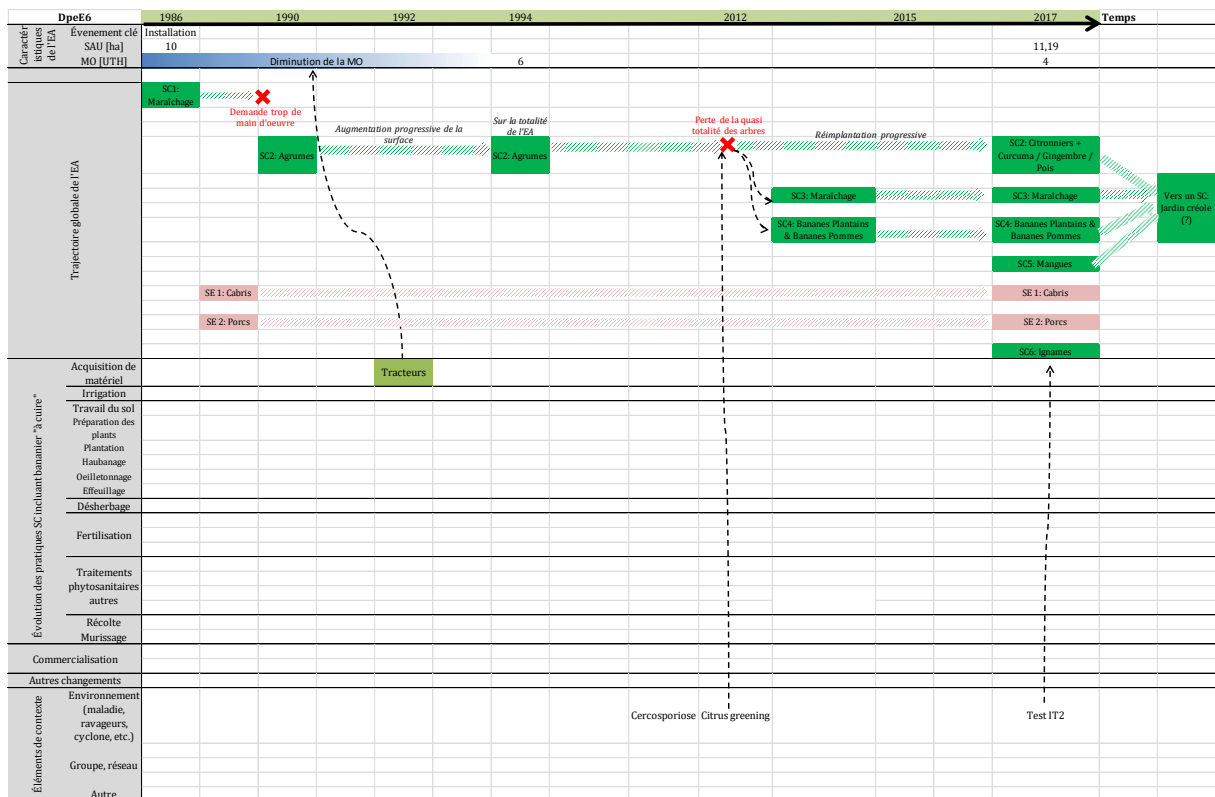 DpeE6 1986 1990 1992 1994 2012 2015 2017 Temps
Caractér
istiques
de l'EA
Évenement clé Installation
SAU [ha] 10 11,19
MO [UTH] Diminution de la MO 6 4
Trajectoire globale de l'EA
SC1:
Maraîchage
Demande trop de
main d'oeuvre
SC2: Agrumes
Augmentation progressive de la
surface
Sur la totalité
de l'EA
SC2: Agrumes
Perte de la quasi
totalité des arbres
Réimplantation progressive
SC2: Citronniers +
Curcuma / Gingembre /
Pois
SC3: Maraîchage
SC3: Maraîchage
SC4: Bananes Plantains
& Bananes Pommes
SC4: Bananes Plantains &
Bananes Pommes
Vers un SC:
Jardin créole
(?)
SC5: Mangues
SE 1: Cabris
SE 1: Cabris
SE 2: Porcs
SE 2: Porcs
SC6: Ignames
Évolution des pratiques SC incluant bananier "à cuire"
Acquisition de
matériel
Tracteurs
Irrigation
Travail du sol
Préparation des
plants
Plantation
Haubanage
Oeilletonnage
Effeuillage
Désherbage
Fertilisation
Traitements
phytosanitaires
autres
Récolte
Murissage
Commercialisation
Autres changements
Éléments de contexte
Environnement
(maladie,
ravageurs,
cyclone, etc.)
Cercosporiose Citrus greening Test IT2
Groupe, réseau
Autre